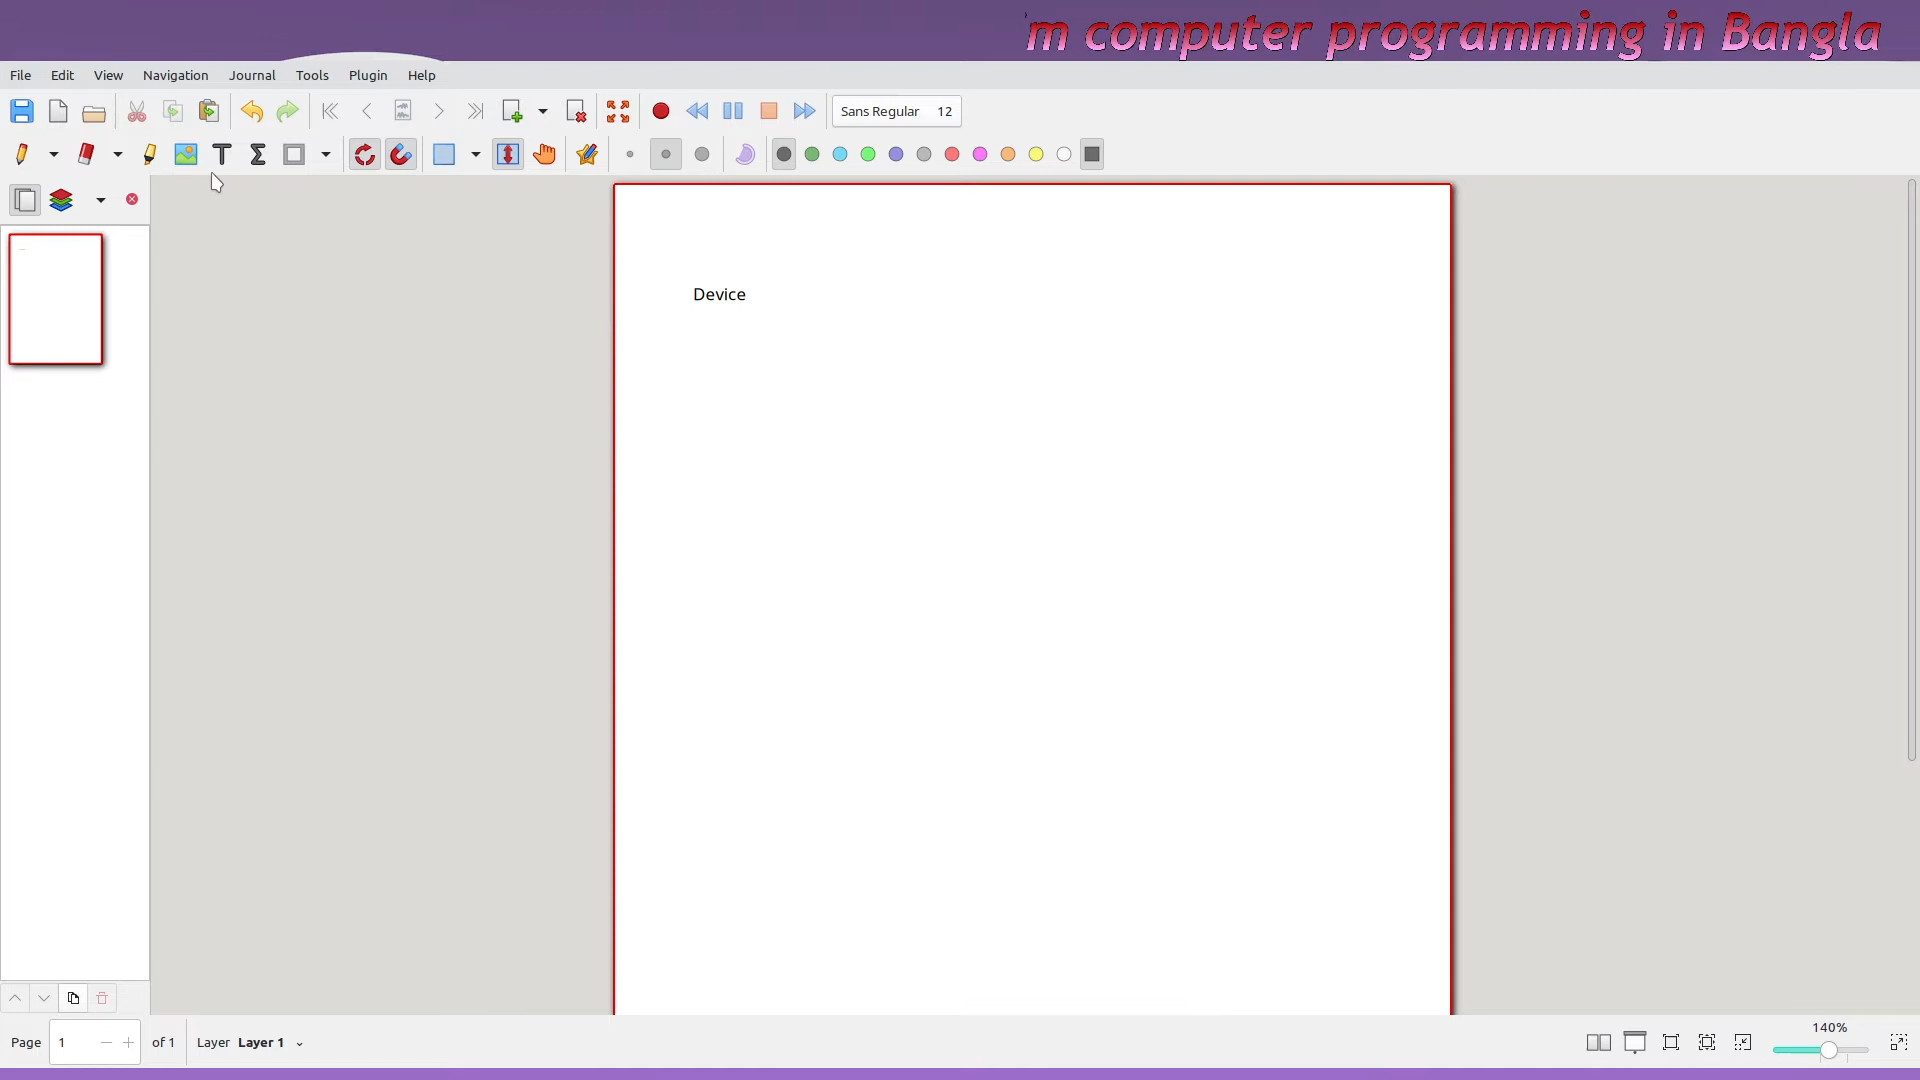 m computer programming in Bangla
File Edit View Navigation Journal Tools Plugin Help
Sans Regular 12
Device
Page 1 of 1 Layer Layer 1
140%